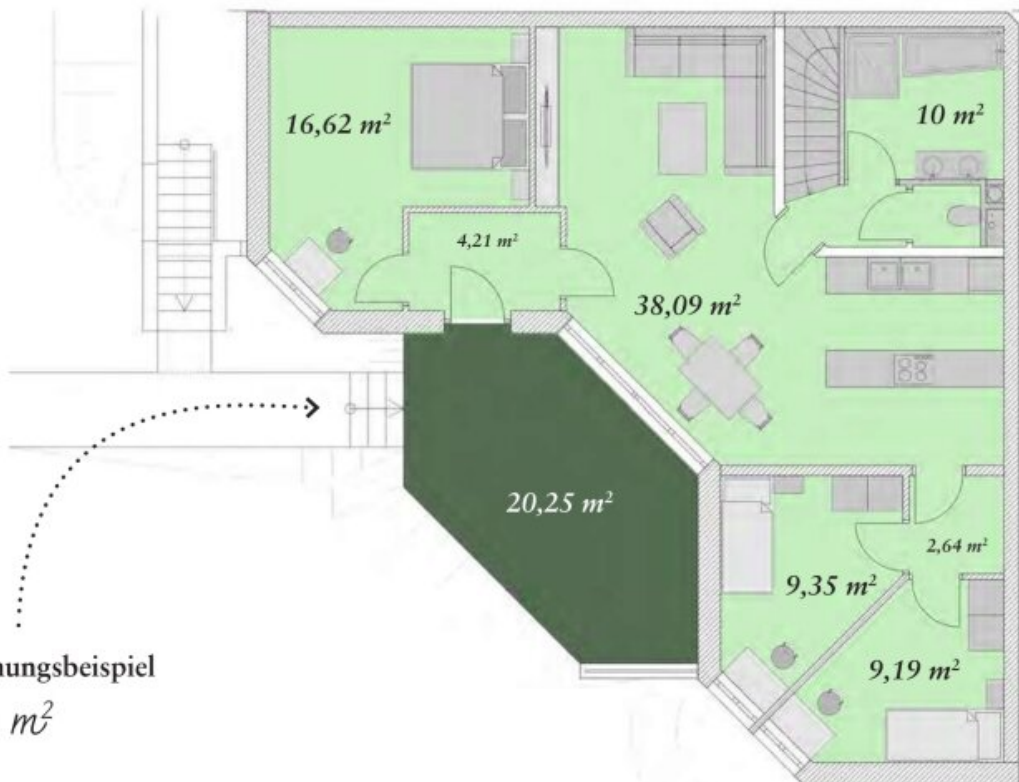 16,62 m²
10 m²
4,21 m²
38,09 m²
20,25 m²
2,64 m²
9,35 m²
9,19 m²
nungsbeispiel
m²